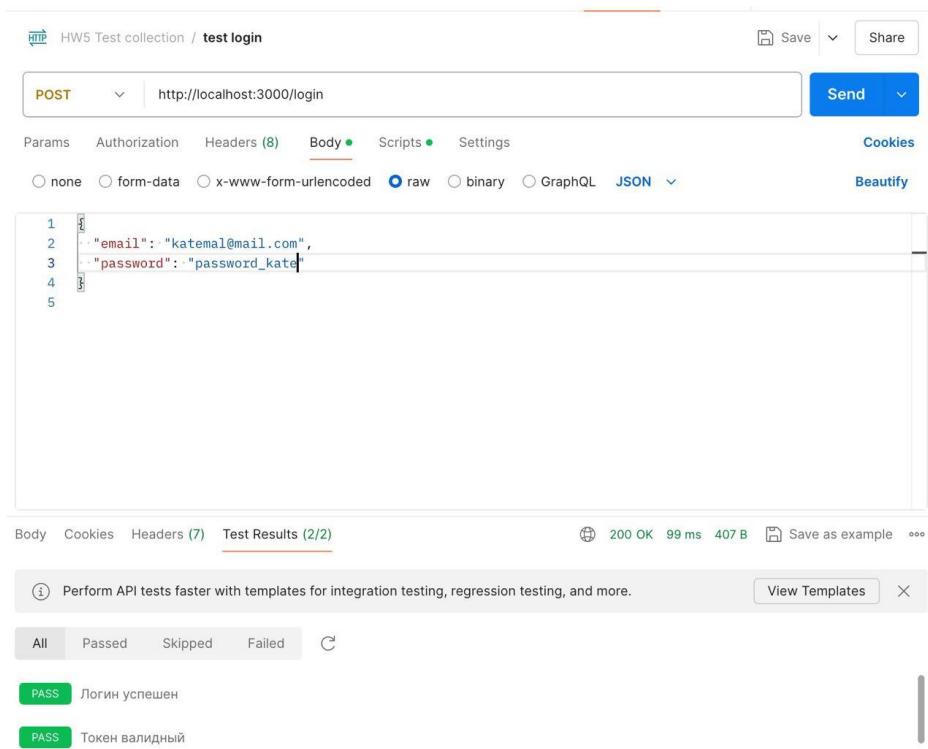 HTTP HW5 Test collection / test login Save Share
POST http://localhost:3000/login Send
Params Authorization Headers (8) Body Scripts Settings Cookies
none form-data x-www-form-urlencoded raw binary GraphQL JSON Beautify
1 {
2 "email": "katemal@mail.com",
3 "password": "password_kate"
4 }
5
Body Cookies Headers (7) Test Results (2/2) 200 OK 99 ms 407 B Save as example
Perform API tests faster with templates for integration testing, regression testing, and more. View Templates
All Passed Skipped Failed
PASS Логин успешен
PASS Токен валидный